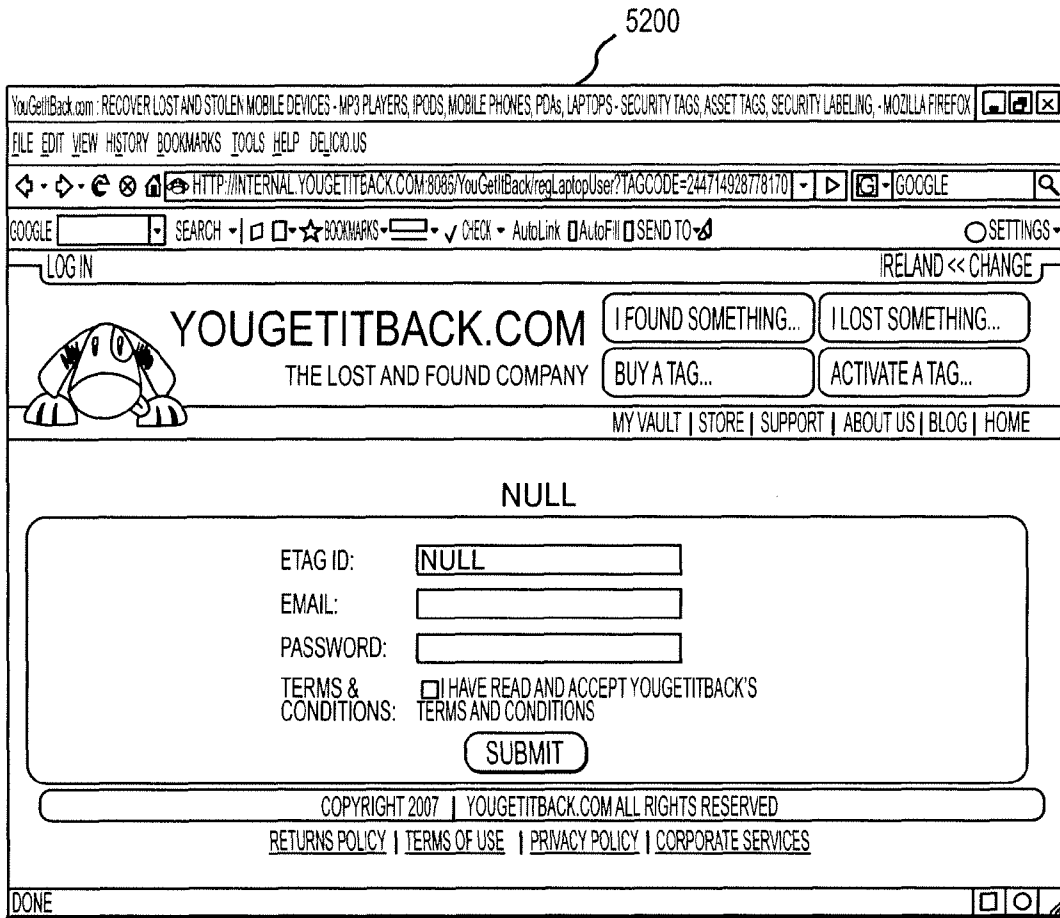 5200
YouGetItBack.com : RECOVER LOST AND STOLEN MOBILE DEVICES - MP3 PLAYERS, IPODS, MOBILE PHONES, PDAs, LAPTOPS - SECURITY TAGS, ASSET TAGS, SECURITY LABELING, - MOZILLA FIREFOX
FILE EDIT VIEW HISTORY BOOKMARKS TOOLS HELP DELICIO.US
HTTP://INTERNAL.YOUGETITBACK.COM:8085/YouGetItBack/regLaptopUser?TAGCODE=244714928778170 G GOOGLE
GOOGLE SEARCH BOOKMARKS CHECK AutoLink AutoFill SEND TO SETTINGS
LOG IN IRELAND << CHANGE
YOUGETITBACK.COM
THE LOST AND FOUND COMPANY
I FOUND SOMETHING... I LOST SOMETHING...
BUY A TAG... ACTIVATE A TAG...
MY VAULT | STORE | SUPPORT | ABOUT US | BLOG | HOME
NULL
ETAG ID: NULL
EMAIL:
PASSWORD:
TERMS & CONDITIONS: I HAVE READ AND ACCEPT YOUGETITBACK'S
TERMS AND CONDITIONS
SUBMIT
COPYRIGHT 2007 | YOUGETITBACK.COM ALL RIGHTS RESERVED
RETURNS POLICY | TERMS OF USE | PRIVACY POLICY | CORPORATE SERVICES
DONE